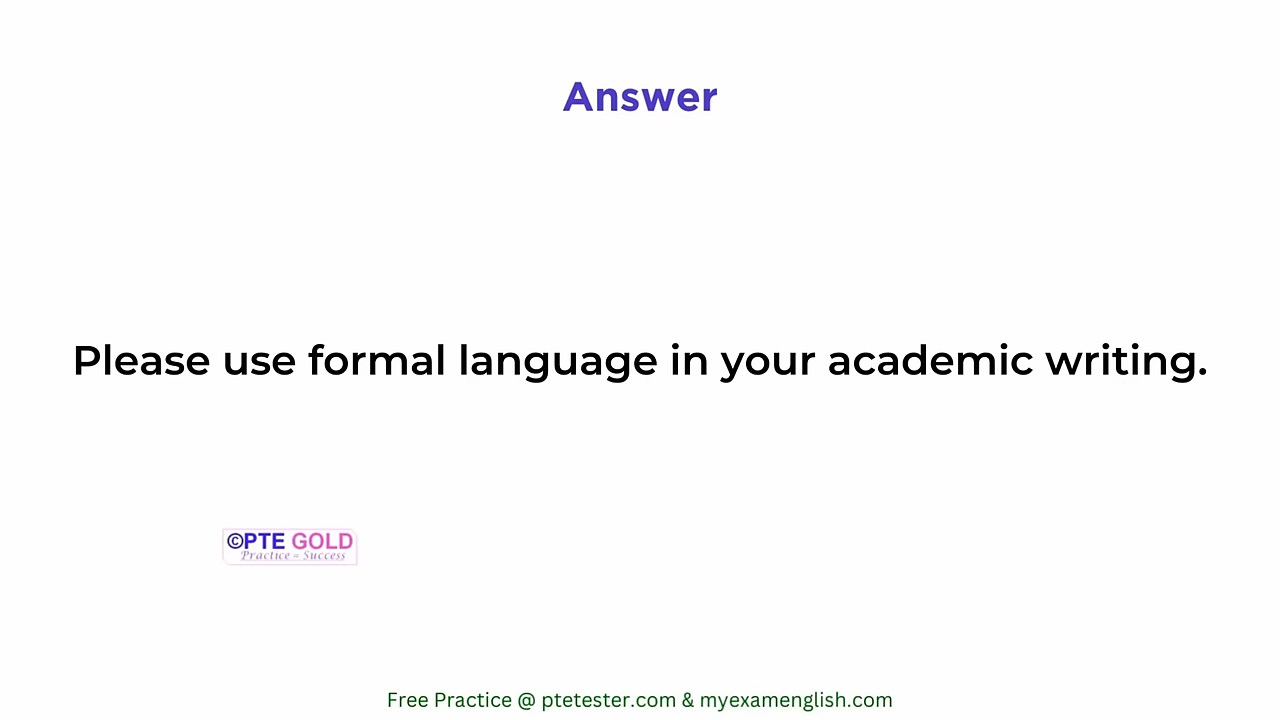 Answer
Please use formal language in your academic writing.
©PTE GOLD
Practice = Success
Free Practice @ ptetester.com & myexamenglish.com